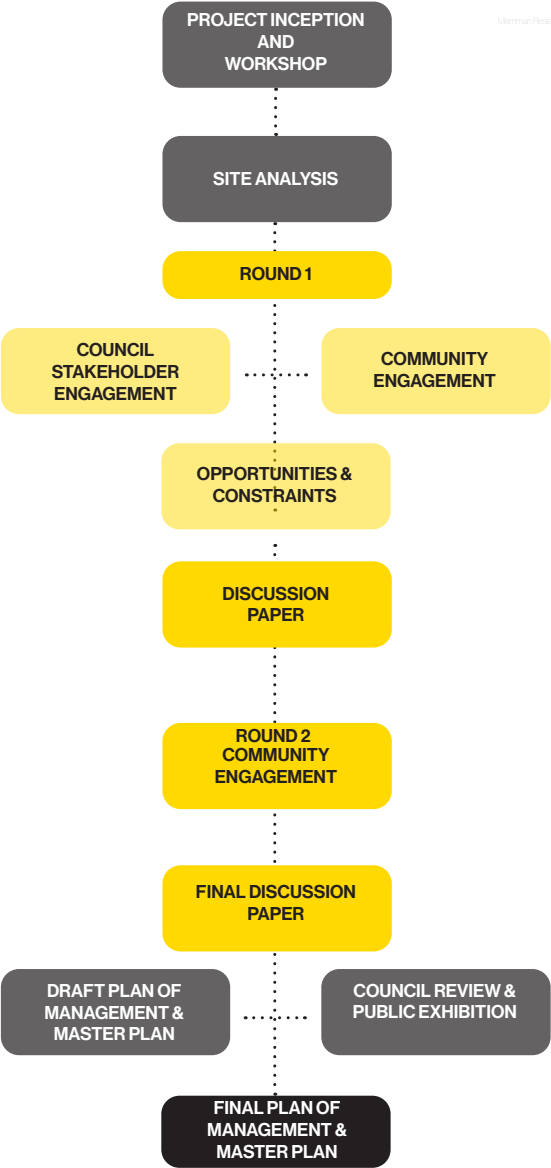 PROJECT INCEPTION
AND
WORKSHOP
SITE ANALYSIS
ROUND 1
COUNCIL
STAKEHOLDER
ENGAGEMENT
COMMUNITY
ENGAGEMENT
OPPORTUNITIES &
CONSTRAINTS
DISCUSSION
PAPER
ROUND 2
COMMUNITY
ENGAGEMENT
FINAL DISCUSSION
PAPER
DRAFT PLAN OF
MANAGEMENT &
MASTER PLAN
COUNCIL REVIEW &
PUBLIC EXHIBITION
FINAL PLAN OF
MANAGEMENT &
MASTER PLAN